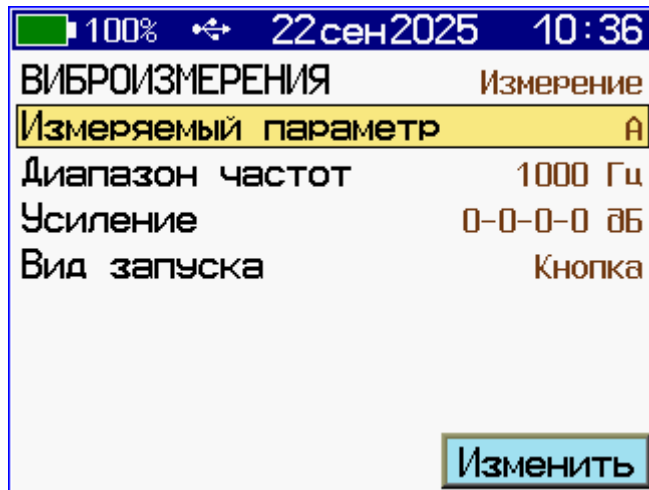 100% 22сен2025 10:36
ВИБРОИЗМЕРЕНИЯ Измерение
Измеряемый параметр А
Диапазон частот 1000 Гц
Усиление 0-0-0-0 дБ
Вид запуска Кнопка
Изменить